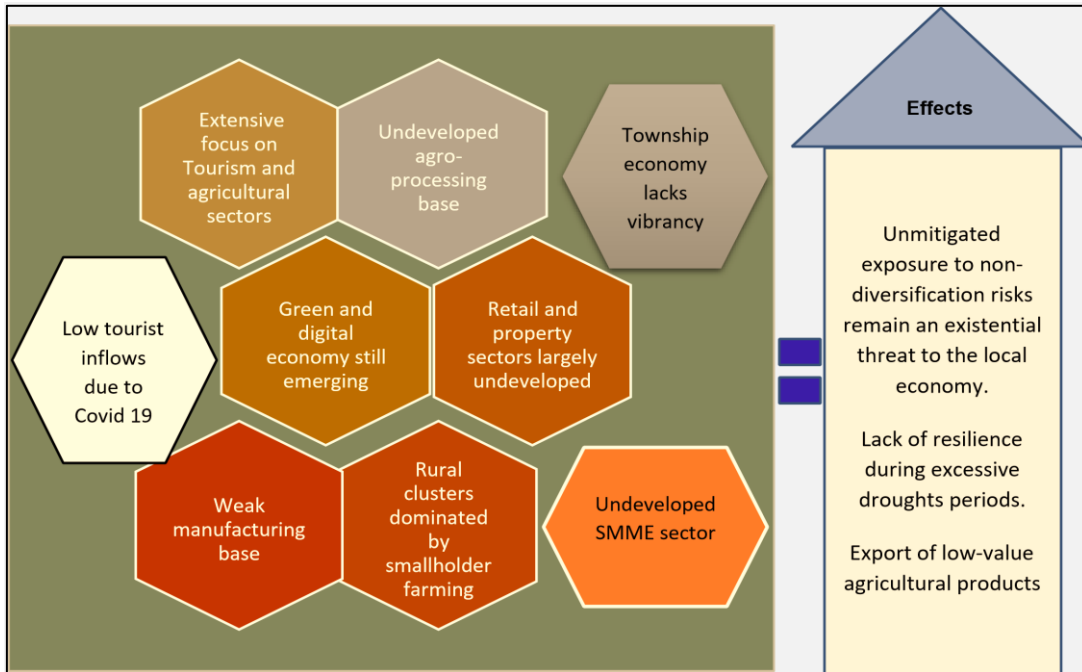 Extensive
focus on
Tourism and
agricultural
sectors
Undeveloped
agro-
processing
base
Township
economy
lacks
vibrancy
Low tourist
inflows
due to
Covid 19
Green and
digital
economy still
emerging
Retail and
property
sectors largely
undeveloped
Weak
manufacturing
base
Rural
clusters
dominated
by
smallholder
farming
Undeveloped
SMME sector
Effects
Unmitigated
exposure to non-
diversification risks
remain an existential
threat to the local
economy.
Lack of resilience
during excessive
droughts periods.
Export of low-value
agricultural products